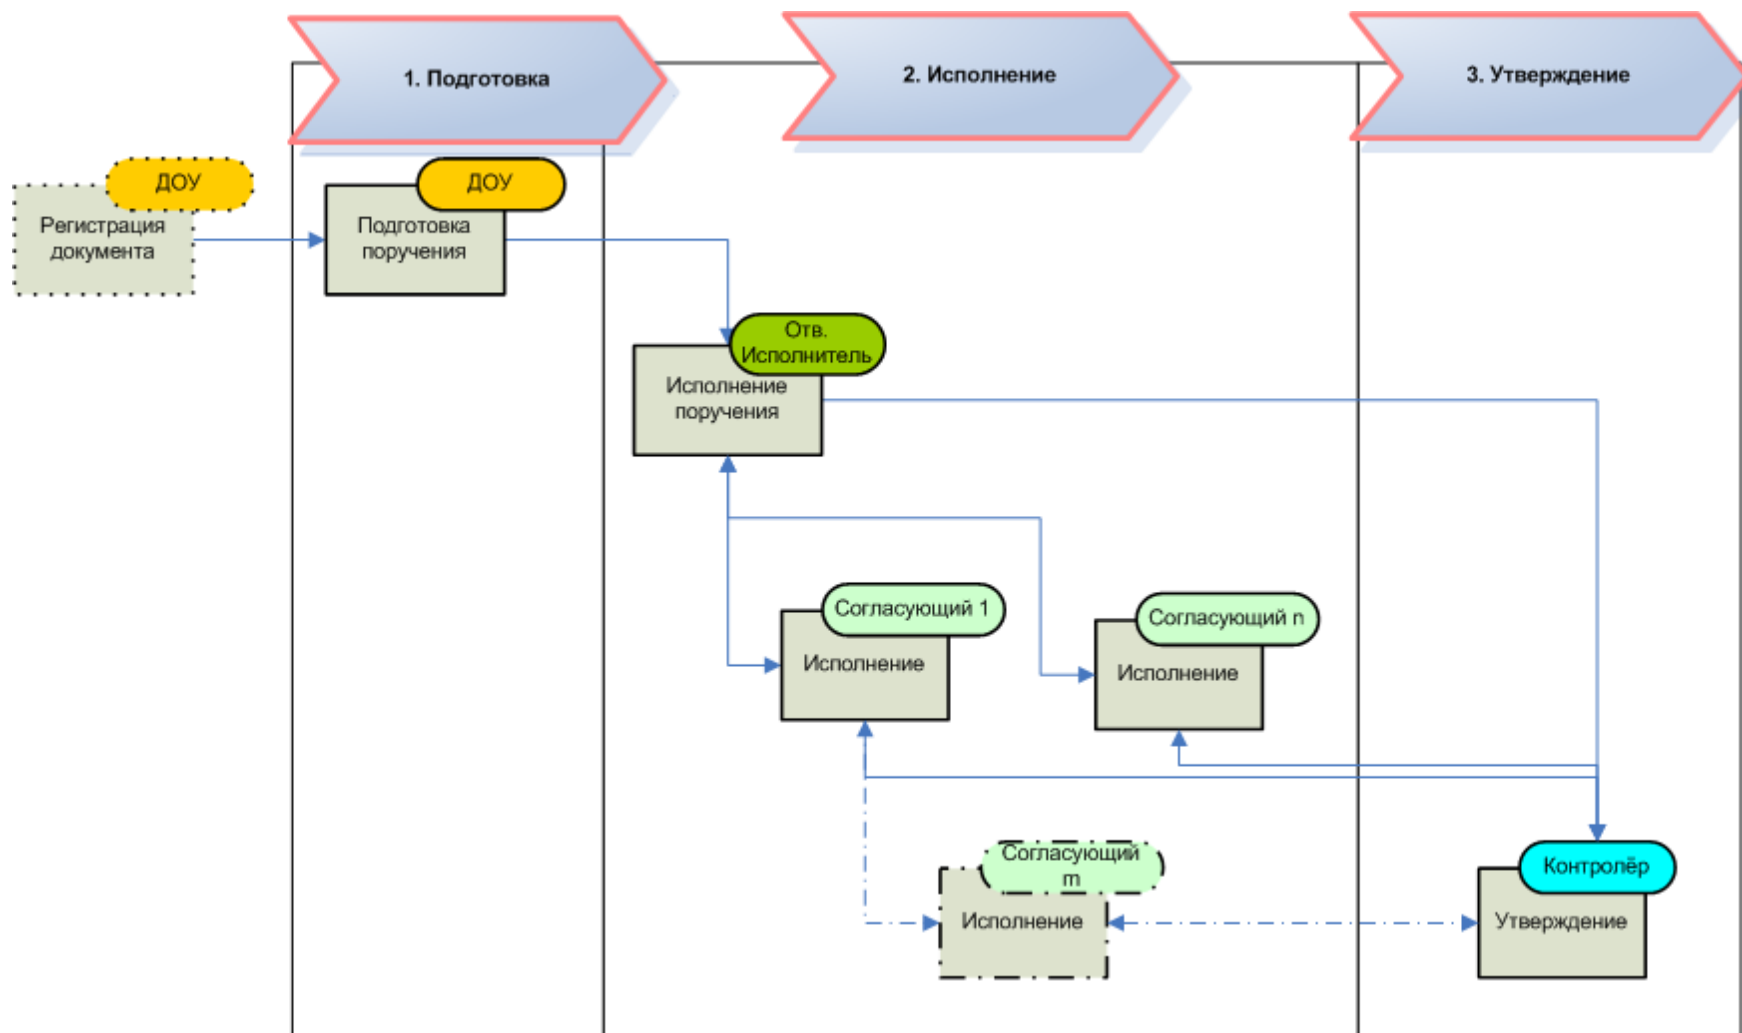 1. Подготовка
2. Исполнение
3. Утверждение
ДОУ
Регистрация
документа
ДОУ
Подготовка
поручения
Отв.
Исполнитель
Исполнение
поручения
Согласующий 1
Исполнение
Согласующий n
Исполнение
Согласующий
m
Исполнение
Контролёр
Утверждение